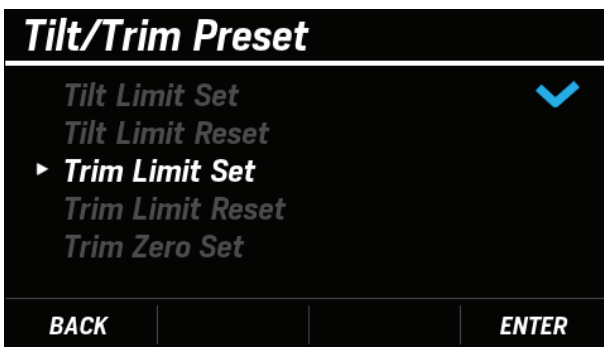 Tilt/Trim Preset
Tilt Limit Set
Tilt Limit Reset
Trim Limit Set
Trim Limit Reset
Trim Zero Set
BACK ENTER